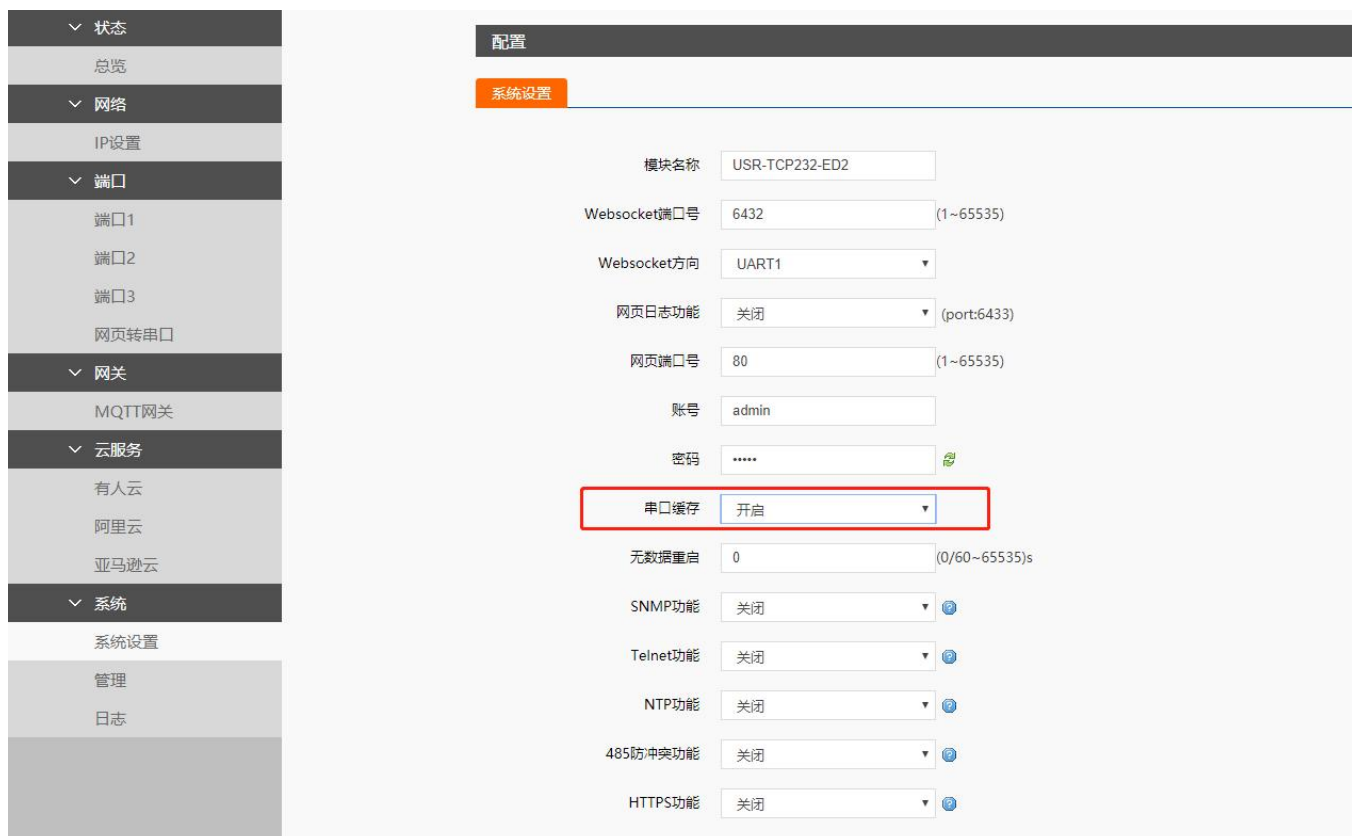 状态
总览
网络
IP设置
端口
端口1
端口2
端口3
网页转串口
网关
MQTT网关
云服务
有人云
阿里云
亚马逊云
系统
系统设置
管理
日志
配置
系统设置
模块名称 USR-TCP232-ED2
Websocket端口号 6432 (1~65535)
Websocket方向 UART1
网页日志功能 关闭 (port:6433)
网页端口号 80 (1~65535)
账号 admin
密码 •••••
串口缓存 开启
无数据重启 0 (0/60~65535)s
SNMP功能 关闭
Telnet功能 关闭
NTP功能 关闭
485防冲突功能 关闭
HTTPS功能 关闭